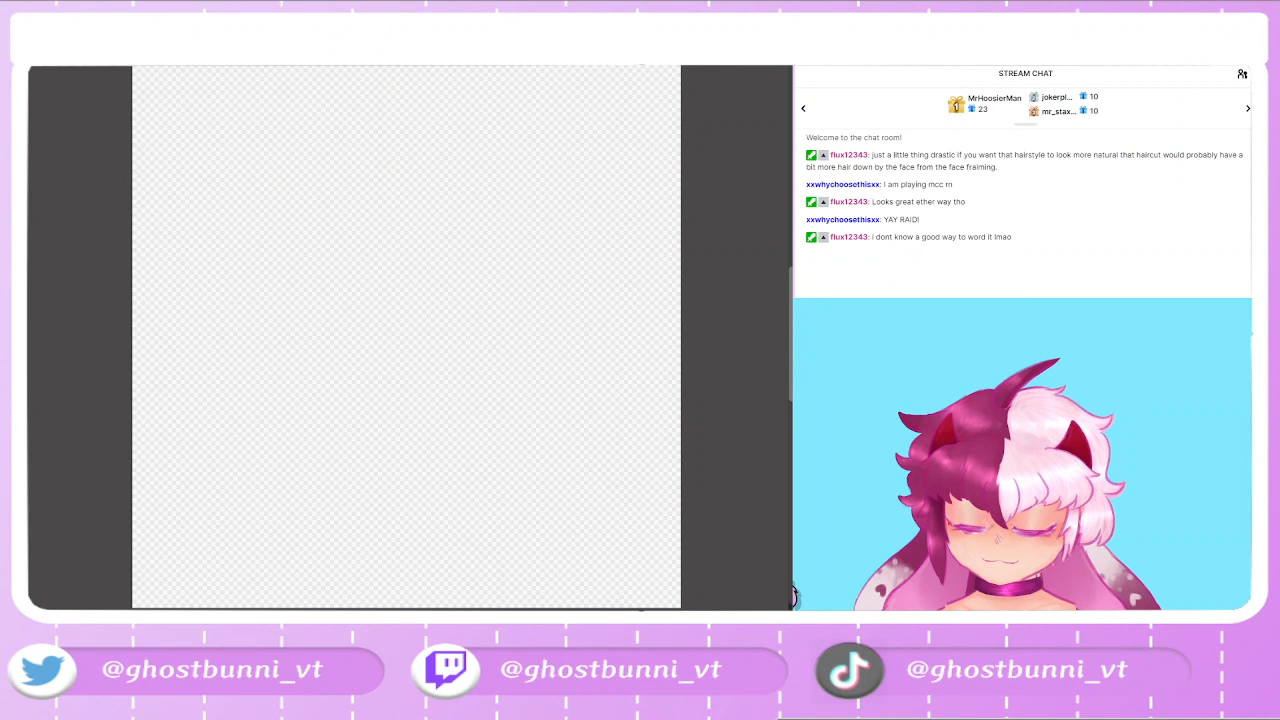 STREAM CHAT
MrHoosierMan
23
jokerpl... 10
mr_stax... 10
1
Welcome to the chat room!
flux12343: just a little thing drastic if you want that hairstyle to look more natural that haircut would probably have a
bit more hair down by the face from the face fraiming.
xxwhychoosethisxx: I am playing mcc rn
flux12343: Looks great ether way tho
xxwhychoosethisxx: YAY RAID!
flux12343: i dont know a good way to word it lmao
@ghostbunni_vt @ghostbunni_vt @ghostbunni_vt